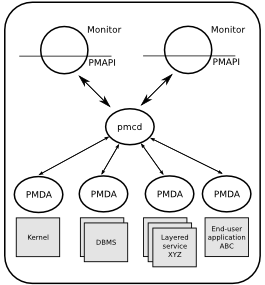 Monitor
Monitor
PMAPI
PMAPI
pmcd
PMDA
PMDA
PMDA
PMDA
Kernel
DBMS
Layered
service
XYZ
End-user
application
ABC